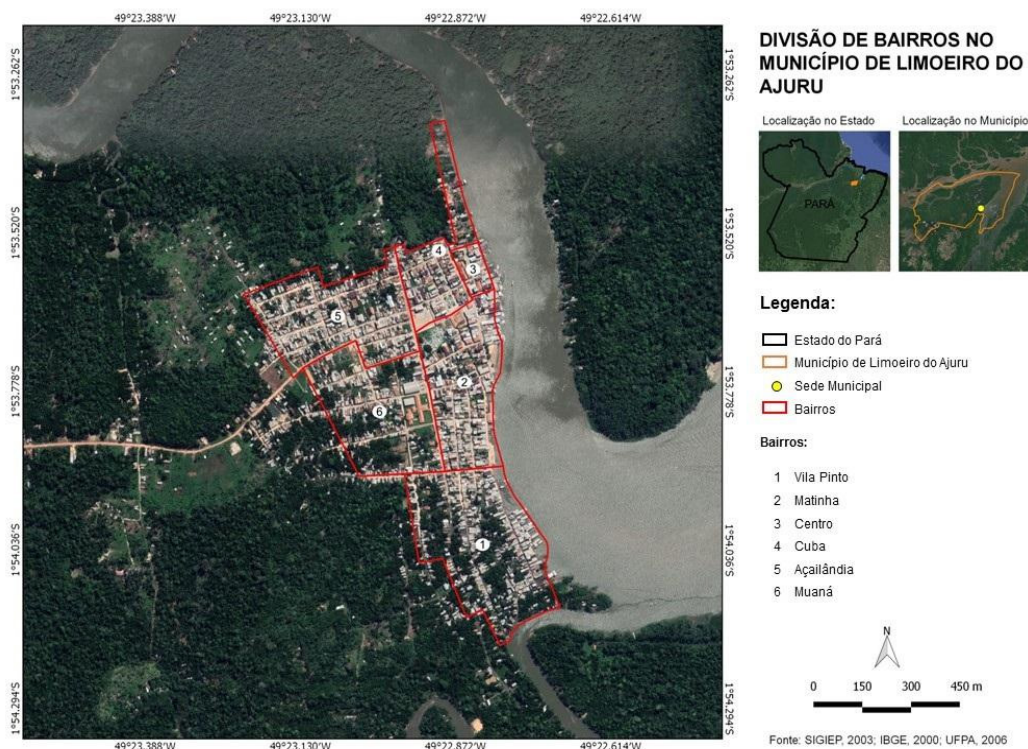 49°23.388'W 49°23.130'W 49°22.872'W 49°22.614'W
1°53.262'S
1°53.520'S
1°53.778'S
1°54.036'S
1°54.294'S
4
3
5
2
6
1
1°53.262'S
1°53.520'S
1°53.778'S
1°54.036'S
1°54.294'S
49°23.388'W 49°23.130'W 49°22.872'W 49°22.614'W
DIVISÃO DE BAIRROS NO
MUNICÍPIO DE LIMOEIRO DO
AJURU
Localização no Estado
Localização no Município
PARÁ
Legenda:
Estado do Pará
Município de Limoeiro do Ajuru
Sede Municipal
Bairros
Bairros:
1 Vila Pinto
2 Matinha
3 Centro
4 Cuba
5 Açailândia
6 Muaná
N
0 150 300 450 m
Fonte: SIGIEP, 2003; IBGE, 2000; UFPA, 2006